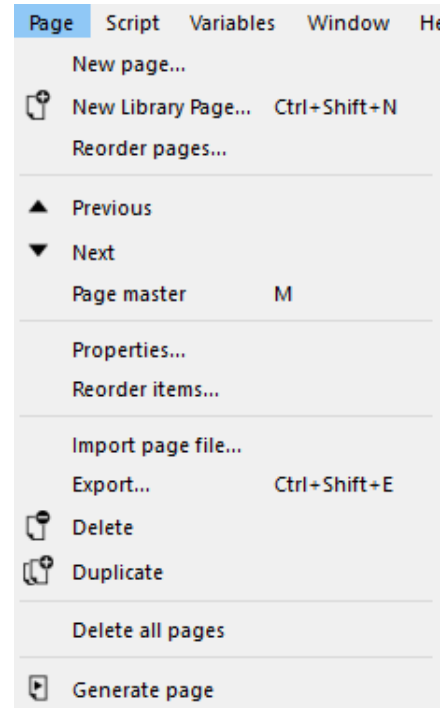 Page Script Variables Window He
New page...
New Library Page... Ctrl+Shift+N
Reorder pages...
Previous
Next
Page master M
Properties...
Reorder items...
Import page file...
Export... Ctrl+Shift+E
Delete
Duplicate
Delete all pages
Generate page